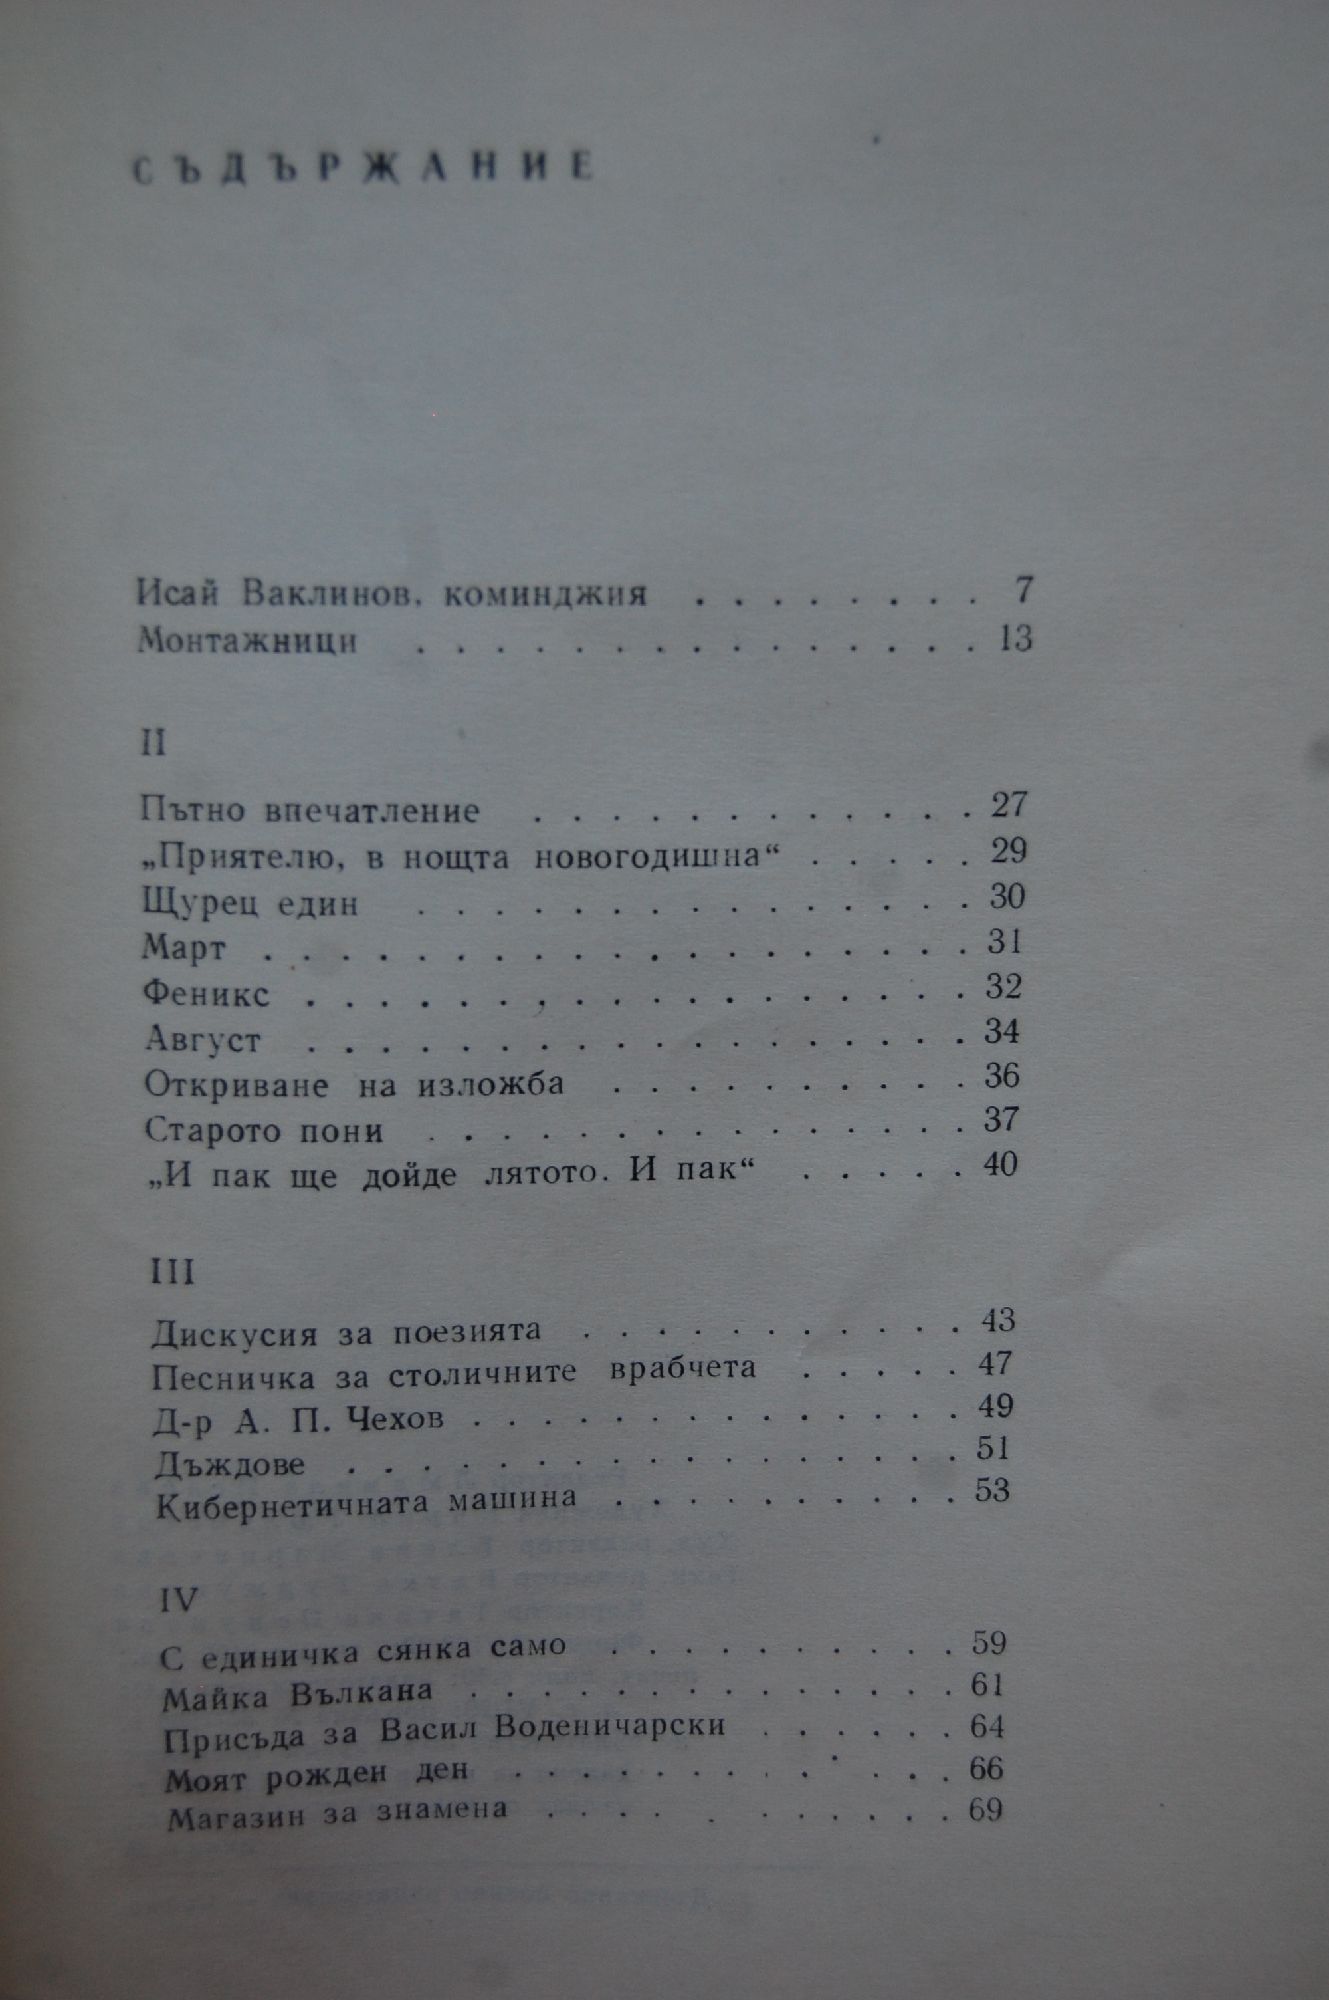 СЪДЪРЖАНИЕ
Исай Ваклинов, коминджия . . . . . . . . 7
Монтажници . . . . . . . . . . . . . . . 13
II
Пътно впечатление . . . . . . . . . . . . 27
„Приятелю, в нощта новогодишна“ . . . . . 29
Щурец един . . . . . . . . . . . . . . . 30
Март . . . . . . . . . . . . . . . . . . . 31
Феникс . . . . . . . . . . . . . . . . . . 32
Август . . . . . . . . . . . . . . . . . . 34
Откриване на изложба . . . . . . . . . . 36
Старото пони . . . . . . . . . . . . . . . 37
„И пак ще дойде лятото. И пак“ . . . . . 40
III
Дискусия за поезията . . . . . . . . . . . 43
Песничка за столичните врабчета . . . . . 47
Д-р А. П. Чехов . . . . . . . . . . . . . . 49
Дъждове . . . . . . . . . . . . . . . . . 51
Кибернетичната машина . . . . . . . . . . 53
IV
С единичка сянка само . . . . . . . . . . 59
Майка Вълкана . . . . . . . . . . . . . . 61
Присъда за Васил Воденичарски . . . . . . 64
Моят рожден ден . . . . . . . . . . . . 66
Магазин за знамена . . . . . . . . . . . 69